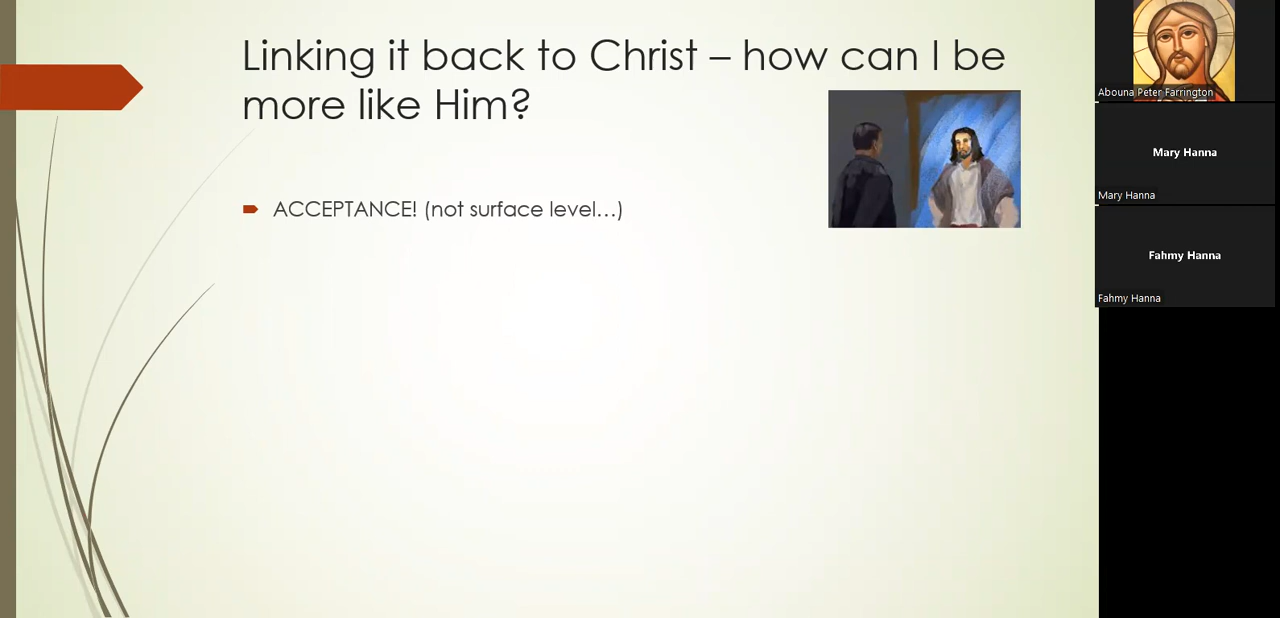 Linking it back to Christ – how can I be
more like Him?
ACCEPTANCE! (not surface level…)
Abouna Peter Farrington
Mary Hanna
Mary Hanna
Fahmy Hanna
Fahmy Hanna